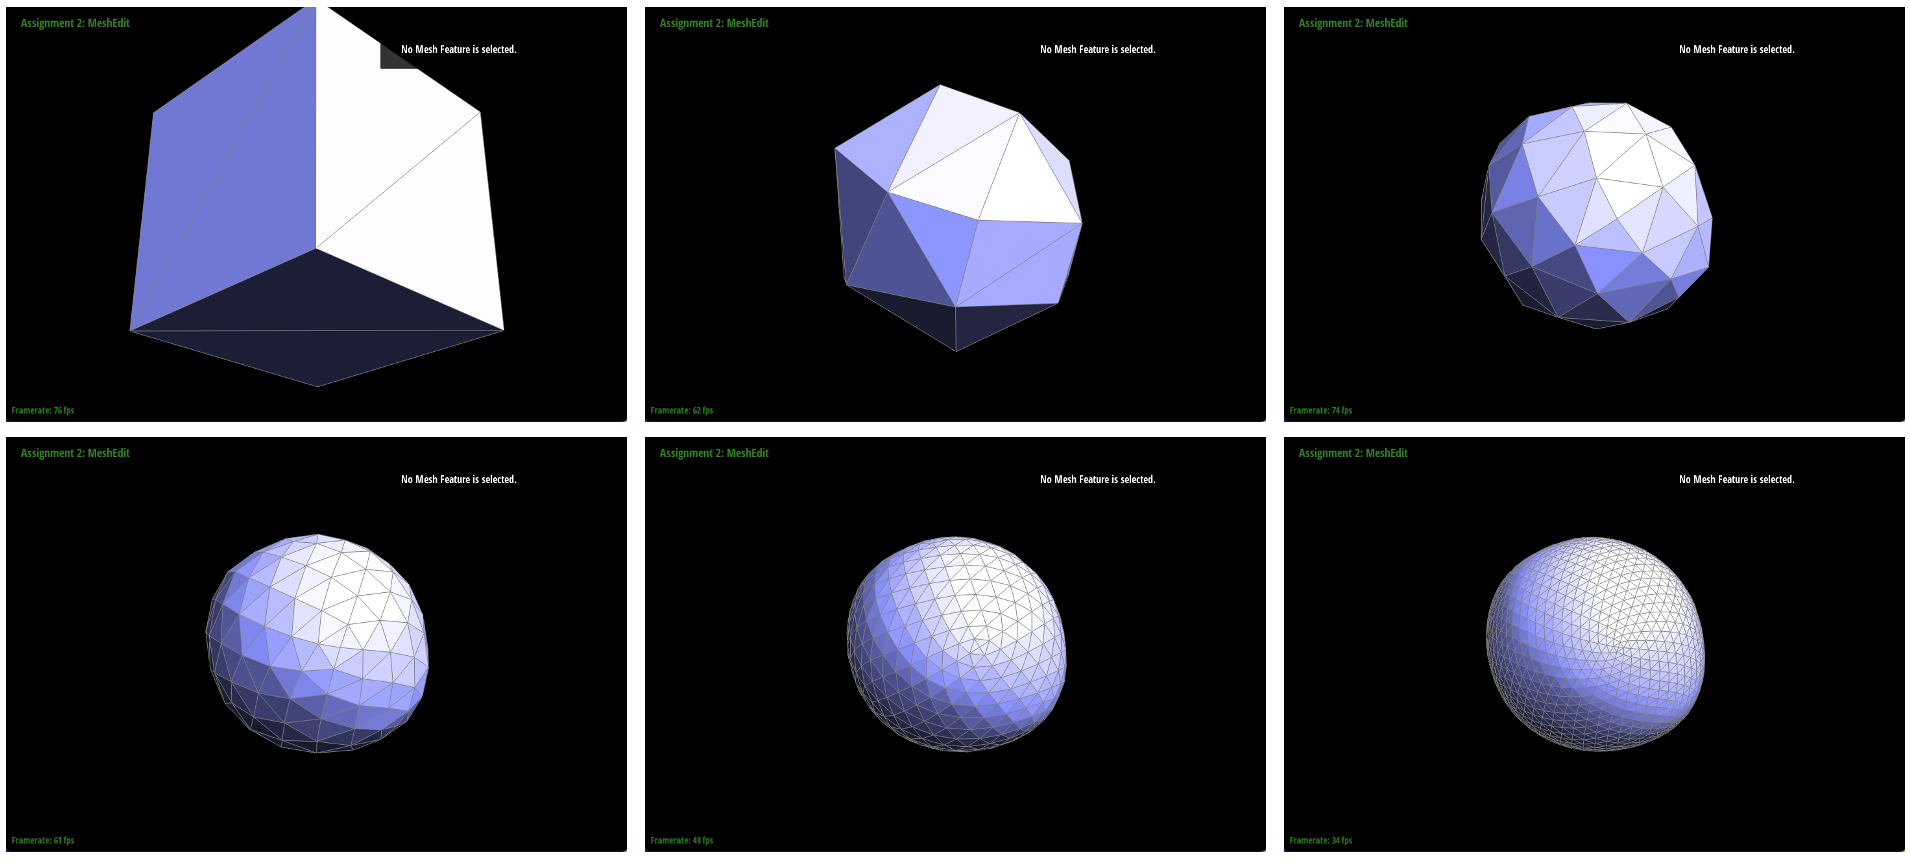 Assignment 2: MeshEdit
No Mesh Feature is selected.
Framerate: 76 fps
Assignment 2: MeshEdit
No Mesh Feature is selected.
Framerate: 62 fps
Assignment 2: MeshEdit
No Mesh Feature is selected.
Framerate: 74 fps
Assignment 2: MeshEdit
No Mesh Feature is selected.
Framerate: 61 fps
Assignment 2: MeshEdit
No Mesh Feature is selected.
Framerate: 48 fps
Assignment 2: MeshEdit
No Mesh Feature is selected.
Framerate: 34 fps